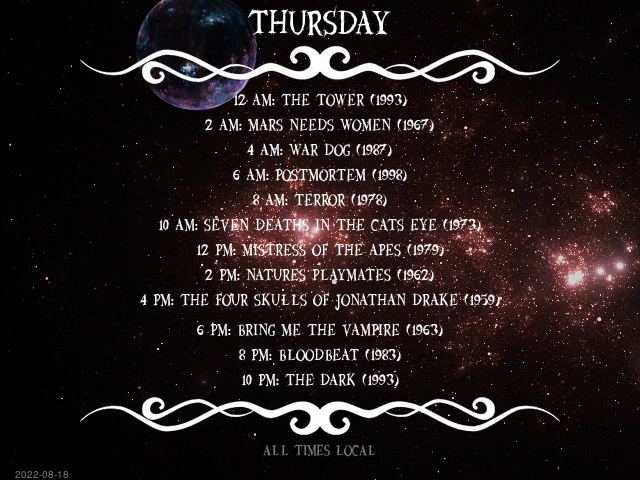 THURSDAY
12 AM: THE TOWER (1993)
2 AM: MARS NEEDS WOMEN (1967)
4 AM: WAR DOG (1987)
6 AM: POSTMORTEM (1998)
8 AM: TERROR (1978)
10 AM: SEVEN DEATHS IN THE CATS EYE (1973)
12 PM: MISTRESS OF THE APES (1979)
2 PM: NATURES PLAYMATES (1962)
4 PM: THE FOUR SKULLS OF JONATHAN DRAKE (1959)
6 PM: BRING ME THE VAMPIRE (1963)
8 PM: BLOODBEAT (1983)
10 PM: THE DARK (1993)
ALL TIMES LOCAL
2022-08-18